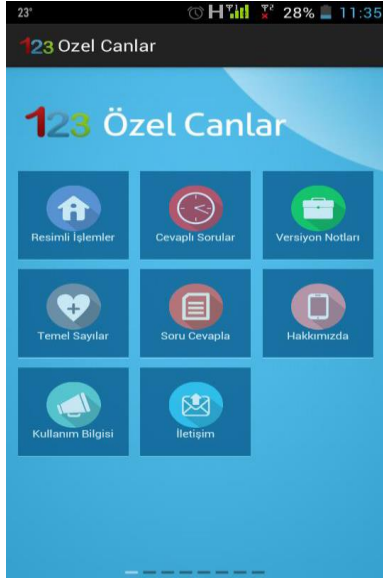 23°
H 28% 11:35
123 Ozel Canlar
123 Özel Canlar
Resimli İşlemler
Cevaplı Sorular
Versiyon Notları
Temel Sayılar
Soru Cevapla
Hakkımızda
Kullanım Bilgisi
İletişim